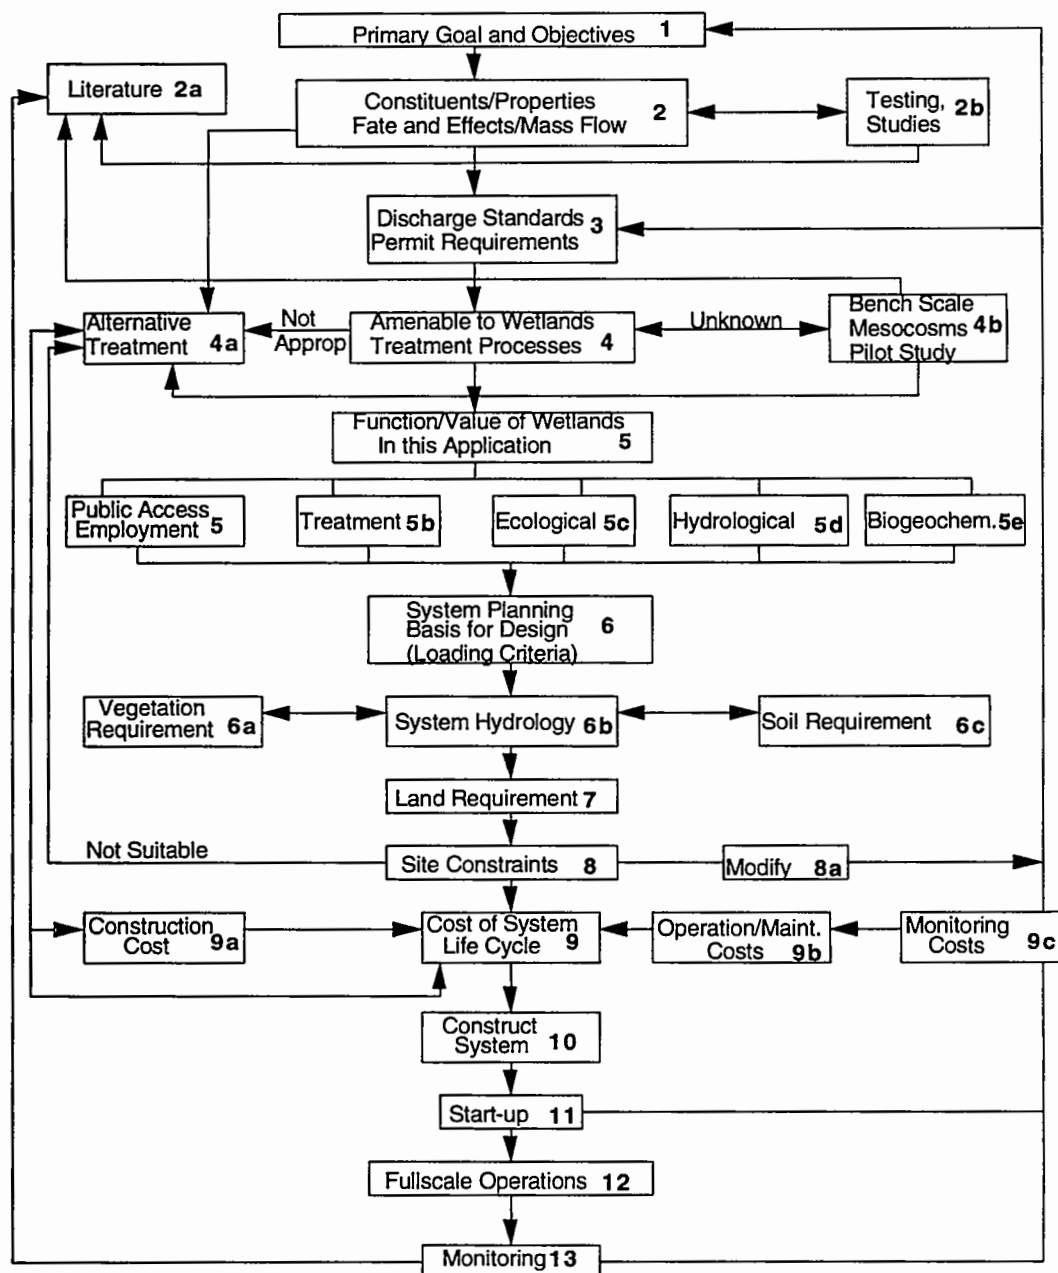 Primary Goal and Objectives 1
Literature 2a
Constituents/Properties
Fate and Effects/Mass Flow 2
Testing,
Studies 2b
Discharge Standards
Permit Requirements 3
Alternative
Treatment 4a
Not
Approp
Amenable to Wetlands
Treatment Processes 4
Unknown
Bench Scale
Mesocosms 4b
Pilot Study
Function/Value of Wetlands
In this Application 5
Public Access
Employment 5
Treatment 5b
Ecological 5c
Hydrological 5d
Biogeochem. 5e
System Planning
Basis for Design 6
(Loading Criteria)
Vegetation
Requirement 6a
System Hydrology 6b
Soil Requirement 6c
Land Requirement 7
Not Suitable
Site Constraints 8
Modify 8a
Construction
Cost 9a
Cost of System
Life Cycle 9
Operation/Maint.
Costs 9b
Monitoring
Costs 9c
Construct
System 10
Start-up 11
Fullscale Operations 12
Monitoring 13